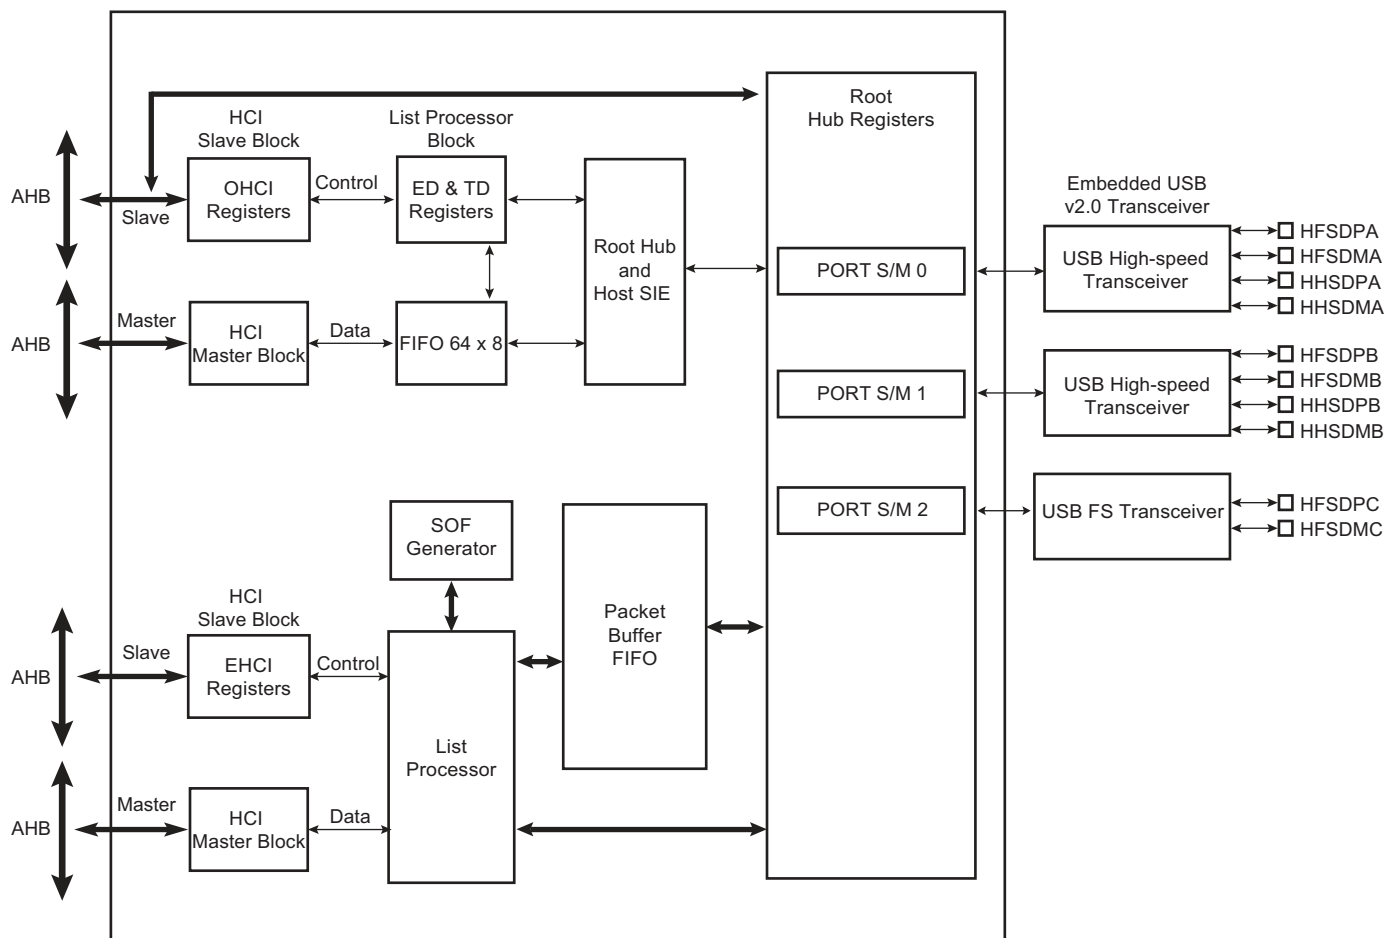 Root
Hub Registers
HCI
Slave Block
List Processor
Block
AHB
Slave
OHCI
Registers
Control
ED & TD
Registers
Root Hub
and
Host SIE
Embedded USB
v2.0 Transceiver
PORT S/M 0
USB High-speed
Transceiver
HFSDPA
HFSDMA
HHSDPA
HHSDMA
AHB
Master
HCI
Master Block
Data
FIFO 64 x 8
PORT S/M 1
USB High-speed
Transceiver
HFSDPB
HFSDMB
HHSDPB
HHSDMB
PORT S/M 2
USB FS Transceiver
HFSDPC
HFSDMC
SOF
Generator
Packet
Buffer
FIFO
HCI
Slave Block
AHB
Slave
EHCI
Registers
Control
List
Processor
AHB
Master
HCI
Master Block
Data